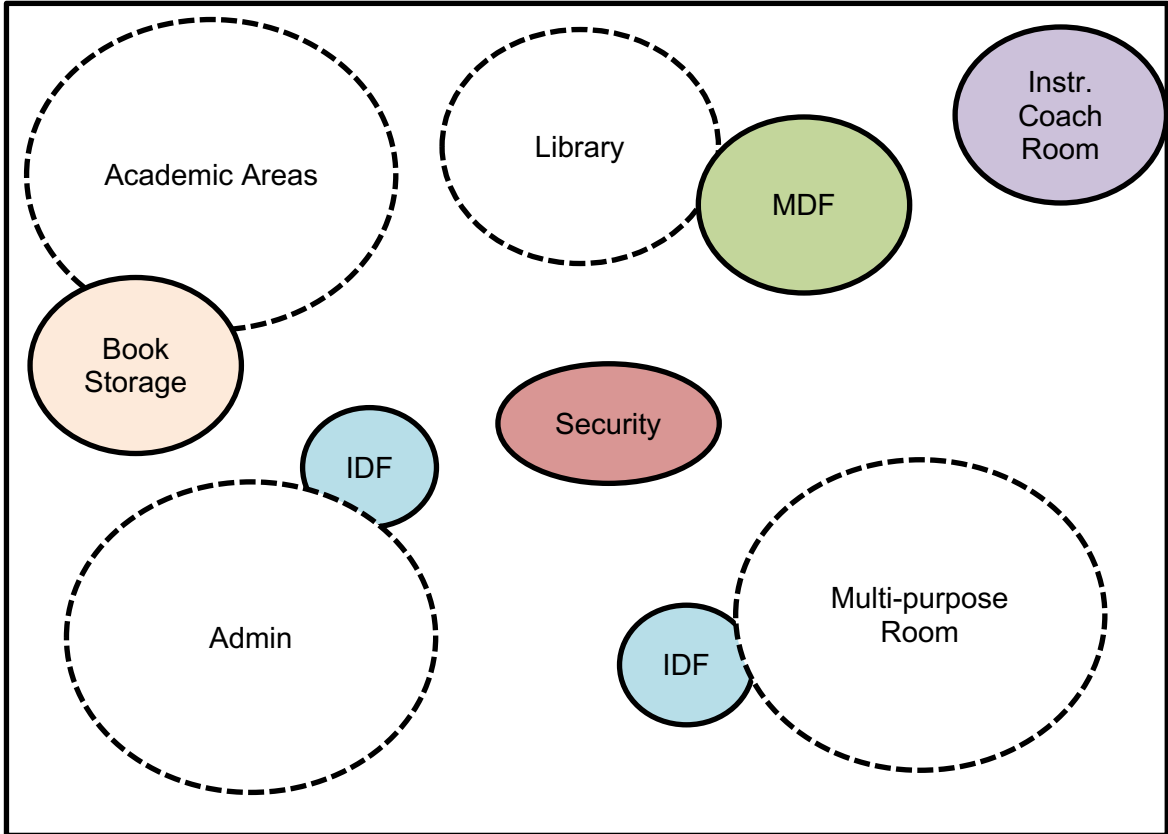 Academic Areas
Library
MDF
Instr.
Coach
Room
Book
Storage
IDF
Security
Admin
IDF
Multi-purpose
Room